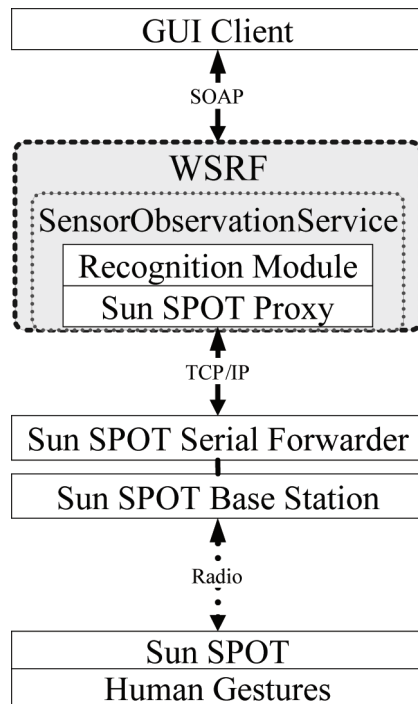 GUI Client
SOAP
WSRF
SensorObservationService
Recognition Module
Sun SPOT Proxy
TCP/IP
Sun SPOT Serial Forwarder
Sun SPOT Base Station
Radio
Sun SPOT
Human Gestures